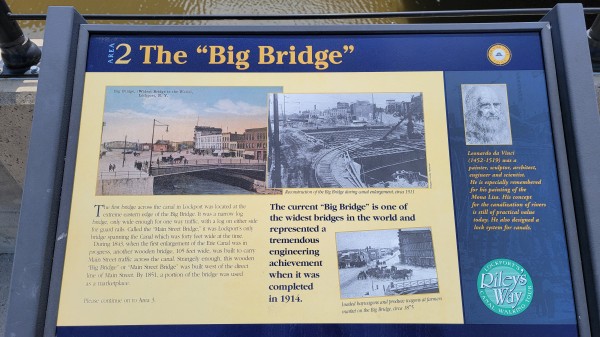 AREA 2 The "Big Bridge"
Big Bridge, (Widest Bridge in the World),
Lockport, N. Y.
Reconstruction of the Big Bridge during canal enlargement, circa 1911
The first bridge across the canal in Lockport was located at the
extreme eastern edge of the Big Bridge. It was a narrow log
bridge, only wide enough for one way traffic, with a log on either side
for guard rails. Called the "Main Street Bridge," it was Lockport's only
bridge spanning the Canal which was forty feet wide at the time.
During 1845, when the first enlargement of the Erie Canal was in
progress, another wooden bridge, feet wide, was built to carry
Main Street traffic across the canal. Strangely enough, this wooden
"Big Bridge" or "Main Street Bridge" was built west of the direct
line of Main Street. By 1851, a portion of the bridge was used
as a marketplace.
Please continue on to Area 3.
The current "Big Bridge" is one of
the widest bridges in the world and
represented a
tremendous
engineering
achievement
when it was
completed
in 1914.
Loaded hay wagons and produce wagons at farmers
market on the Big Bridge, circa
Leonardo da Vinci
(1452-1519) was a
painter, sculptor, architect,
engineer and scientist.
He is especially remembered
for his painting of the
Mona Lisa. His concept
for the canalization of rivers
is still of practical value
today. He also designed a
lock system for canals.
LOCKPORT'S
Rileys
Way
CANAL WALKING TOUR